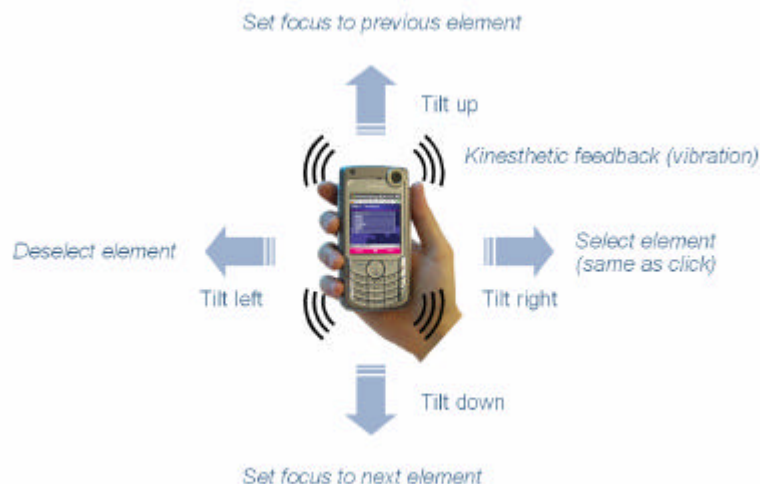 Set focus to previous element
Tilt up
Kinesthetic feedback (vibration)
Deselect element
Select element
(same as click)
Tilt left
Tilt right
Tilt down
Set focus to next element